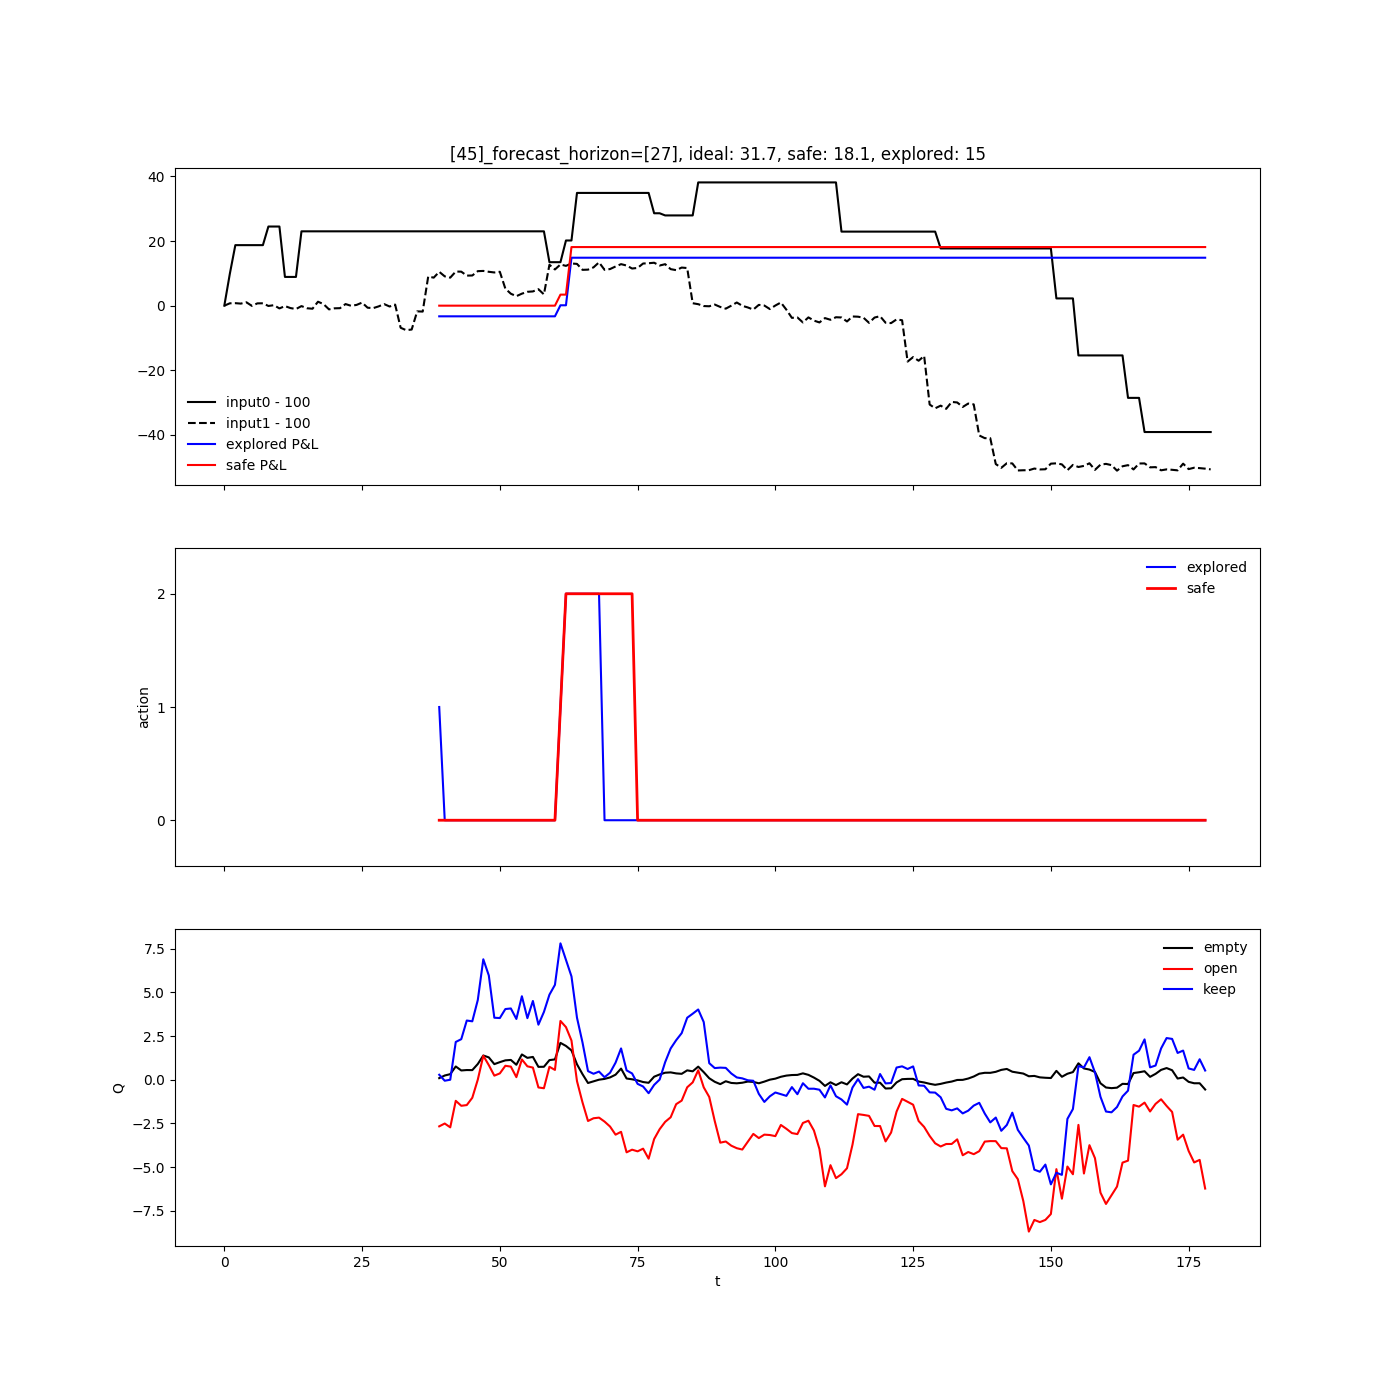 [45]_forecast_horizon=[27], ideal: 31.7, safe: 18.1, explored: 15
40
20
0
−20
−40
input0 - 100
input1 - 100
explored P&L
safe P&L
2
1
0
action
explored
safe
7.5
5.0
2.5
0.0
−2.5
−5.0
−7.5
Q
empty
open
keep
0 25 50 75 100 125 150 175
t